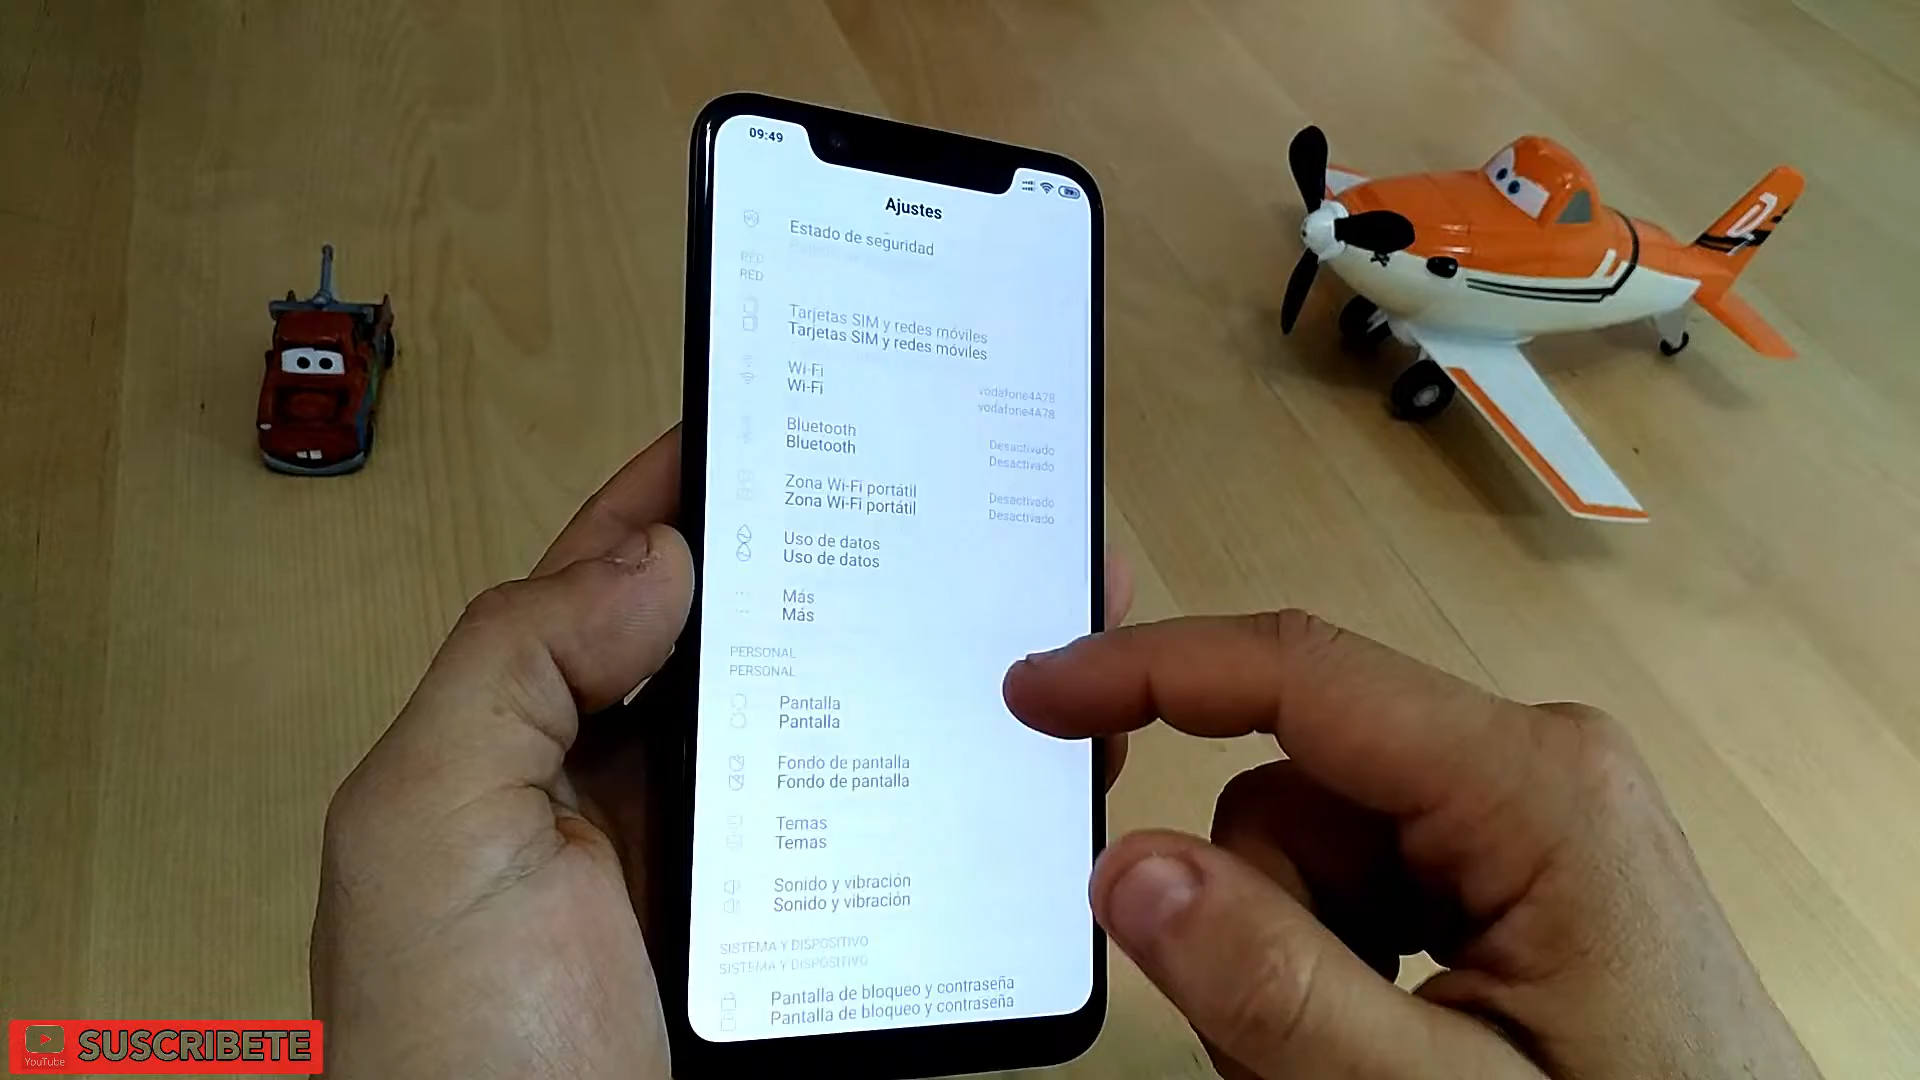 09:49
Ajustes
Estado de seguridad
RED
RED
Tarjetas SIM y redes móviles
Tarjetas SIM y redes móviles
Wi-Fi
Wi-Fi
vodafone4A78
vodafone4A78
Bluetooth
Bluetooth
Desactivado
Desactivado
Zona Wi-Fi portátil
Zona Wi-Fi portátil
Desactivado
Desactivado
Uso de datos
Uso de datos
Más
Más
PERSONAL
PERSONAL
Pantalla
Pantalla
Fondo de pantalla
Fondo de pantalla
Temas
Temas
Sonido y vibración
Sonido y vibración
SISTEMA Y DISPOSITIVO
SISTEMA Y DISPOSITIVO
Pantalla de bloqueo y contraseña
Pantalla de bloqueo y contraseña
YouTube
SUSCRIBETE